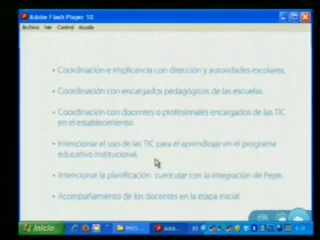 Adobe Flash Player 10
Archivo Ver Control Ayuda
• Coordinación e implicancia con dirección y autoridades escolares.
• Coordinación con encargados pedagógicos de las escuelas.
• Coordinación con docentes o profesionales encargados de las TIC
en el establecimiento.
• Intencionar el uso de las TIC para el aprendizaje en el programa
educativo institucional.
• Intencionar la planificación curricular con la integración de Pepe.
• Acompañamiento de los docentes en la etapa inicial
Inicio
Adob
ES